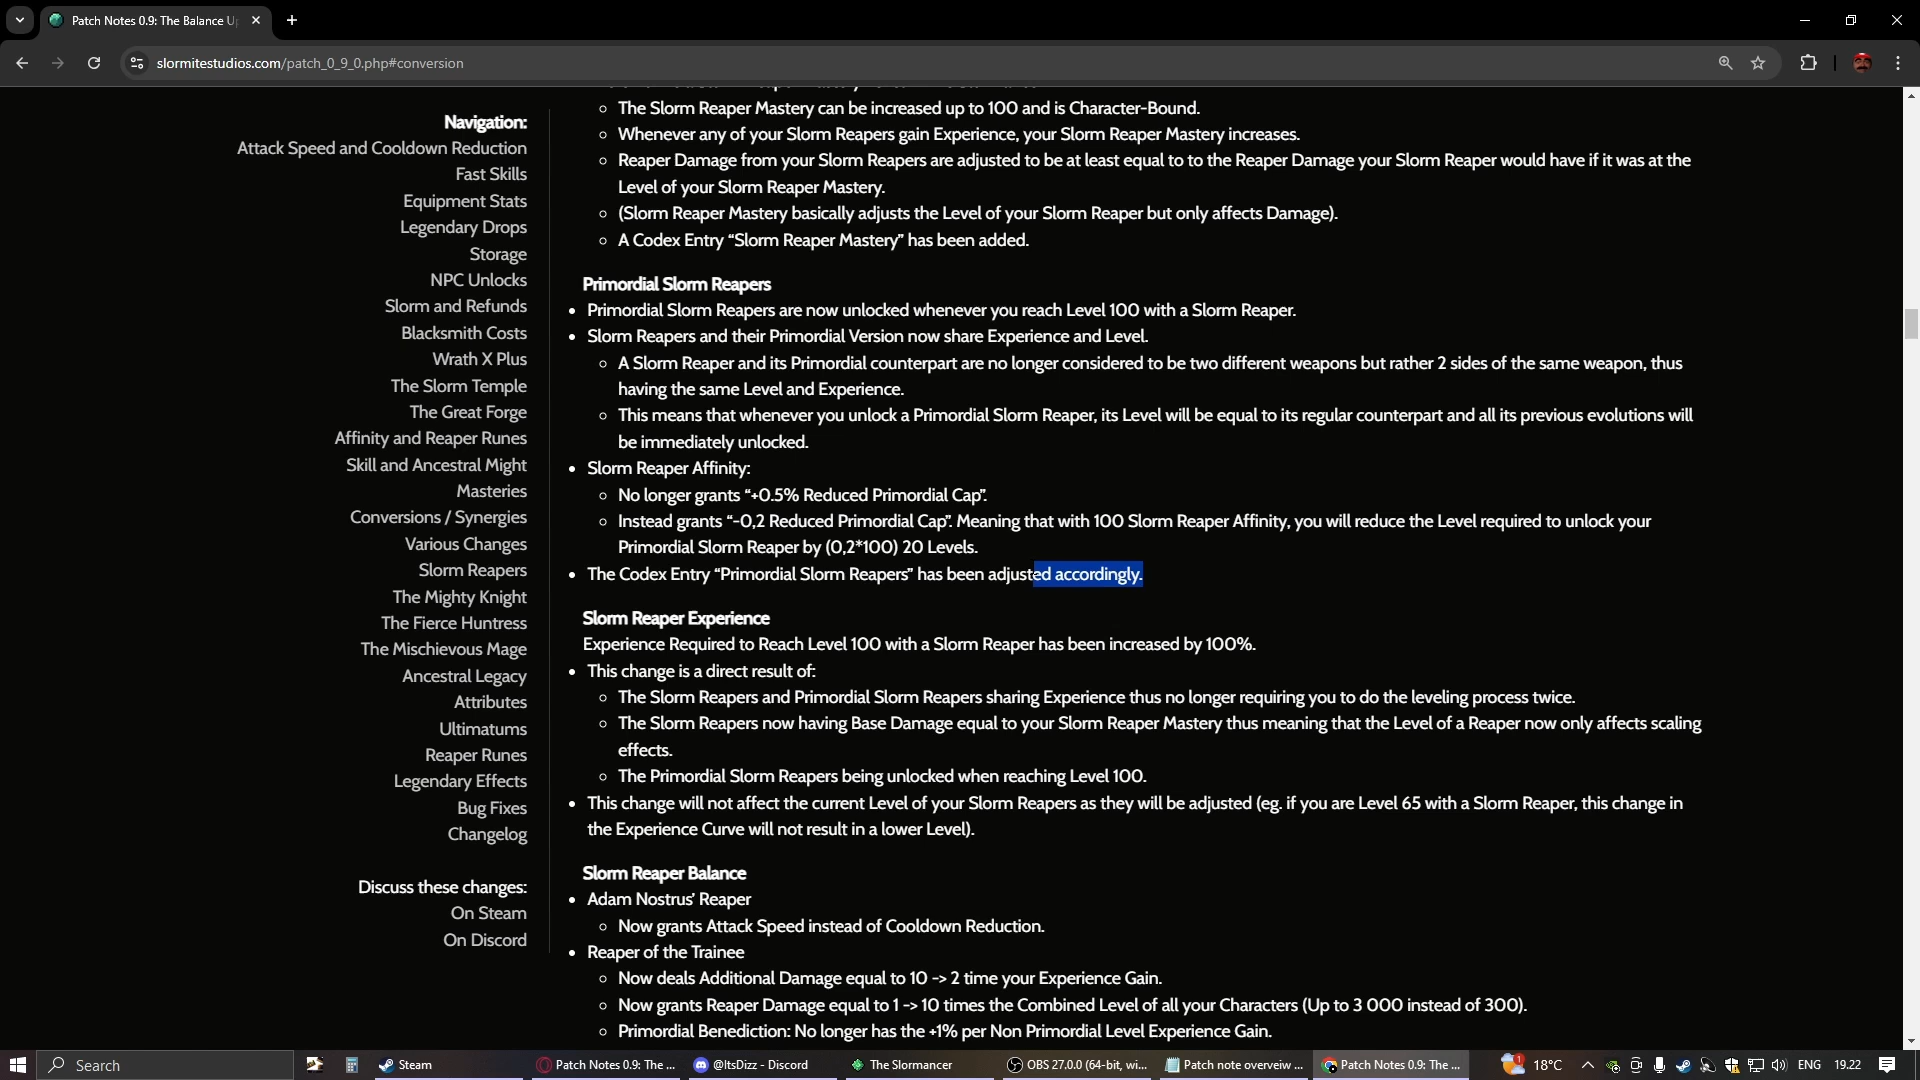 Patch Notes 0.9: The Balance U
slormitestudios.com/patch_0_9_0.php#conversion
Navigation:
Attack Speed and Cooldown Reduction
Fast Skills
Equipment Stats
Legendary Drops
Storage
NPC Unlocks
Slorm and Refunds
Blacksmith Costs
Wrath X Plus
The Slorm Temple
The Great Forge
Affinity and Reaper Runes
Skill and Ancestral Might
Masteries
Conversions / Synergies
Various Changes
Slorm Reapers
The Mighty Knight
The Fierce Huntress
The Mischievous Mage
Ancestral Legacy
Attributes
Ultimatums
Reaper Runes
Legendary Effects
Bug Fixes
Changelog
Discuss these changes:
On Steam
On Discord
The Slorm Reaper Mastery can be increased up to 100 and is Character-Bound.
Whenever any of your Slorm Reapers gain Experience, your Slorm Reaper Mastery increases.
Reaper Damage from your Slorm Reapers are adjusted to be at least equal to to the Reaper Damage your Slorm Reaper would have if it was at the
Level of your Slorm Reaper Mastery.
(Slorm Reaper Mastery basically adjusts the Level of your Slorm Reaper but only affects Damage).
A Codex Entry “Slorm Reaper Mastery” has been added.
Primordial Slorm Reapers
Primordial Slorm Reapers are now unlocked whenever you reach Level 100 with a Slorm Reaper.
Slorm Reapers and their Primordial Version now share Experience and Level.
A Slorm Reaper and its Primordial counterpart are no longer considered to be two different weapons but rather 2 sides of the same weapon, thus
having the same Level and Experience.
This means that whenever you unlock a Primordial Slorm Reaper, its Level will be equal to its regular counterpart and all its previous evolutions will
be immediately unlocked.
Slorm Reaper Affinity:
No longer grants “+0.5% Reduced Primordial Cap”.
Instead grants “-0,2 Reduced Primordial Cap”. Meaning that with 100 Slorm Reaper Affinity, you will reduce the Level required to unlock your
Primordial Slorm Reaper by (0,2*100) 20 Levels.
The Codex Entry “Primordial Slorm Reapers” has been adjusted accordingly.
Slorm Reaper Experience
Experience Required to Reach Level 100 with a Slorm Reaper has been increased by 100%.
This change is a direct result of:
The Slorm Reapers and Primordial Slorm Reapers sharing Experience thus no longer requiring you to do the leveling process twice.
The Slorm Reapers now having Base Damage equal to your Slorm Reaper Mastery thus meaning that the Level of a Reaper now only affects scaling
effects.
The Primordial Slorm Reapers being unlocked when reaching Level 100.
This change will not affect the current Level of your Slorm Reapers as they will be adjusted (eg. if you are Level 65 with a Slorm Reaper, this change in
the Experience Curve will not result in a lower Level).
Slorm Reaper Balance
Adam Nostrus’ Reaper
Now grants Attack Speed instead of Cooldown Reduction.
Reaper of the Trainee
Now deals Additional Damage equal to 10 -> 2 time your Experience Gain.
Now grants Reaper Damage equal to 1 -> 10 times the Combined Level of all your Characters (Up to 3 000 instead of 300).
Primordial Benediction: No longer has the +1% per Non Primordial Level Experience Gain.
Search
Steam
Patch Notes 0.9: The ...
@ItsDizz - Discord
The Slormancer
OBS 27.0.0 (64-bit, wi...
Patch note overveiw ...
Patch Notes 0.9: The ...
1
18°C
ENG
19.22